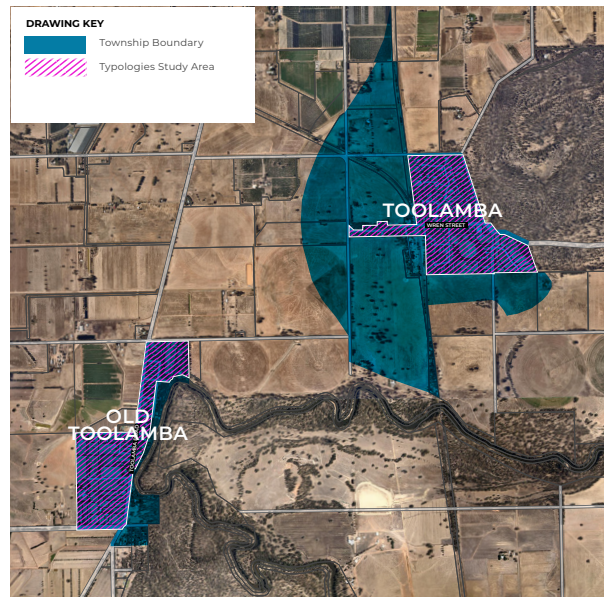 DRAWING KEY
Township Boundary
Typologies Study Area
TOOLAMBA
WREN STREET
OLD
TOOLAMBA